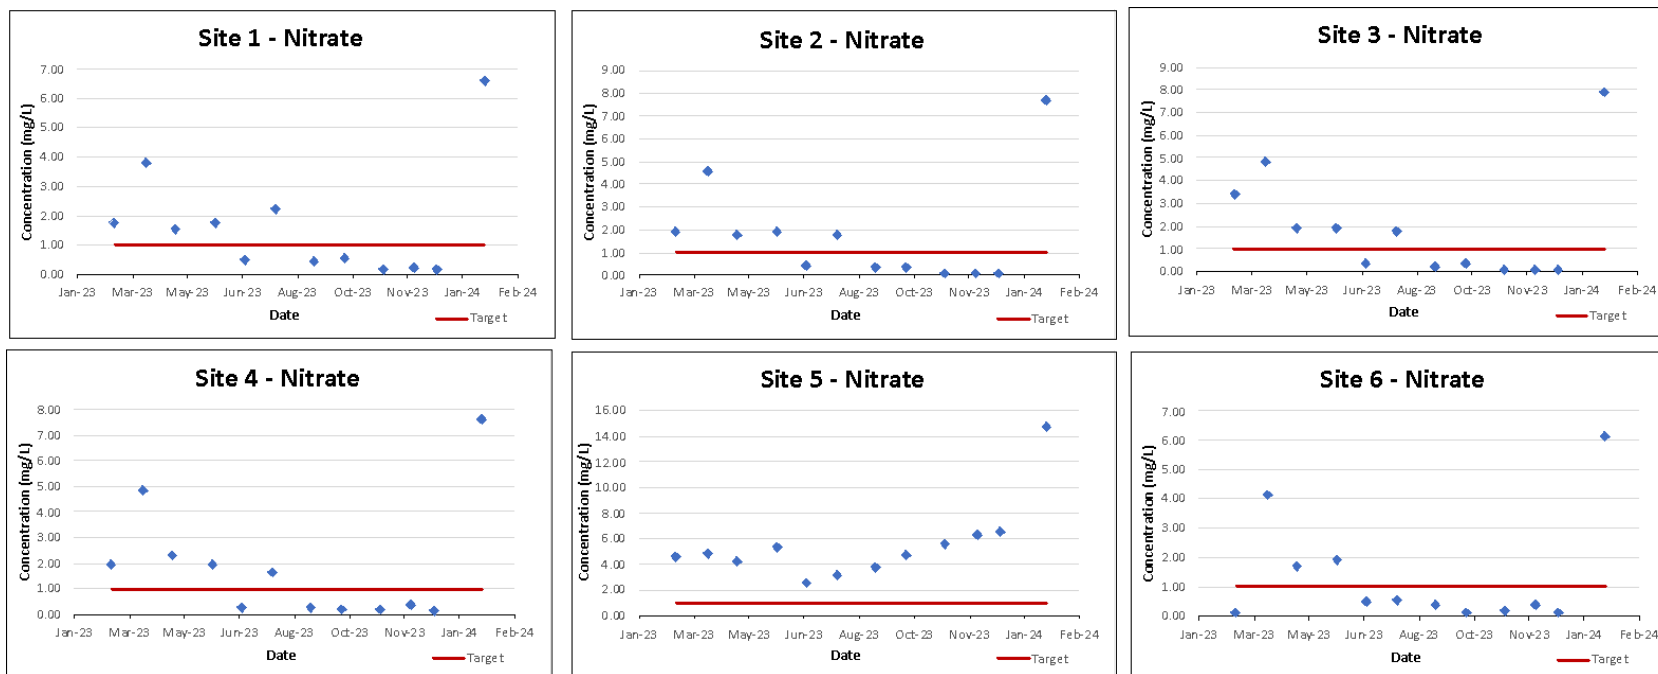 Site 1 - Nitrate
Concentration (mg/L)
7.00
6.00
5.00
4.00
3.00
2.00
1.00
0.00
Jan-23 Mar-23 May-23 Jun-23 Aug-23 Oct-23 Nov-23 Jan-24 Feb-24
Date
Target
Site 2 - Nitrate
Concentration (mg/L)
9.00
8.00
7.00
6.00
5.00
4.00
3.00
2.00
1.00
0.00
Jan-23 Mar-23 May-23 Jun-23 Aug-23 Oct-23 Nov-23 Jan-24 Feb-24
Date
Target
Site 3 - Nitrate
Concentration (mg/L)
9.00
8.00
7.00
6.00
5.00
4.00
3.00
2.00
1.00
0.00
Jan-23 Mar-23 May-23 Jun-23 Aug-23 Oct-23 Nov-23 Jan-24 Feb-24
Date
Target
Site 4 - Nitrate
Concentration (mg/L)
8.00
7.00
6.00
5.00
4.00
3.00
2.00
1.00
0.00
Jan-23 Mar-23 May-23 Jun-23 Aug-23 Oct-23 Nov-23 Jan-24 Feb-24
Date
Target
Site 5 - Nitrate
Concentration (mg/L)
16.00
14.00
12.00
10.00
8.00
6.00
4.00
2.00
0.00
Jan-23 Mar-23 May-23 Jun-23 Aug-23 Oct-23 Nov-23 Jan-24 Feb-24
Date
Target
Site 6 - Nitrate
Concentration (mg/L)
7.00
6.00
5.00
4.00
3.00
2.00
1.00
0.00
Jan-23 Mar-23 May-23 Jun-23 Aug-23 Oct-23 Nov-23 Jan-24 Feb-24
Date
Target